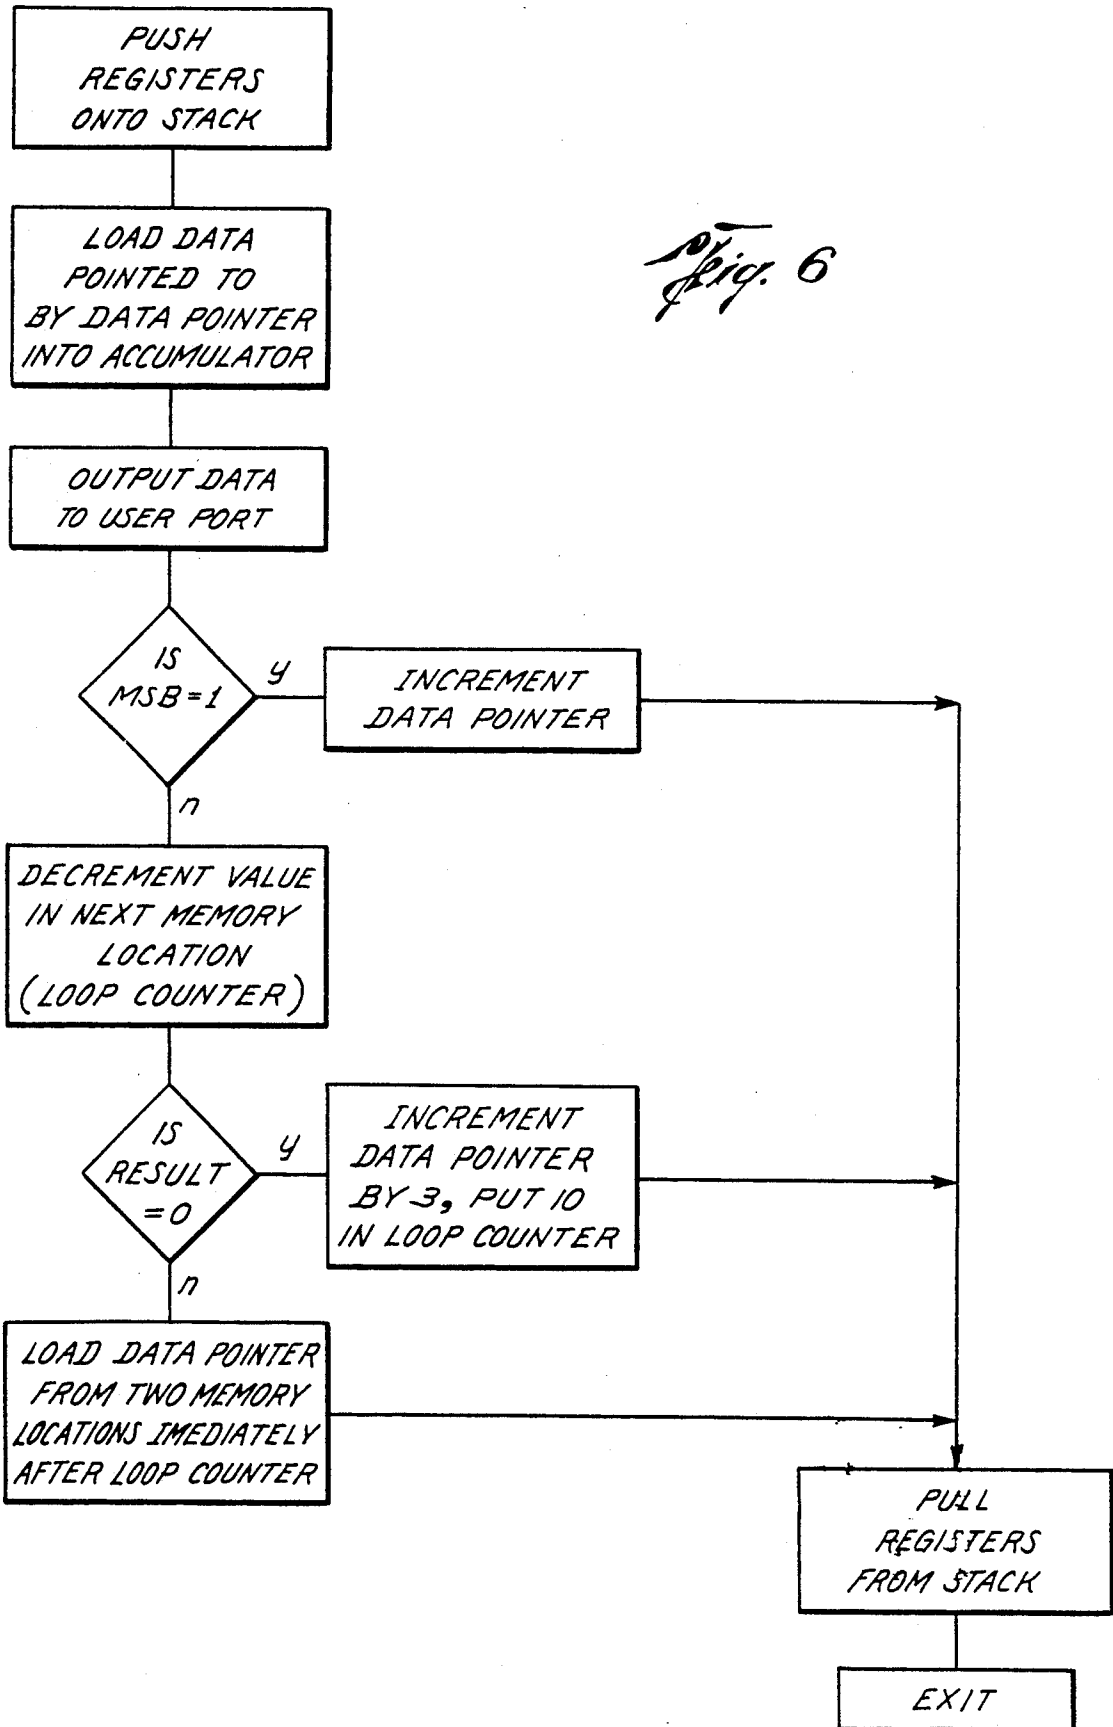 PUSH
REGISTERS
ONTO STACK
LOAD DATA
POINTED TO
BY DATA POINTER
INTO ACCUMULATOR
Fig. 6
OUTPUT DATA
TO USER PORT
IS
MSB=1
y
INCREMENT
DATA POINTER
n
DECREMENT VALUE
IN NEXT MEMORY
LOCATION
(LOOP COUNTER)
IS
RESULT
=0
y
INCREMENT
DATA POINTER
BY 3, PUT 10
IN LOOP COUNTER
n
LOAD DATA POINTER
FROM TWO MEMORY
LOCATIONS IMEDIATELY
AFTER LOOP COUNTER
PULL
REGISTERS
FROM STACK
EXIT